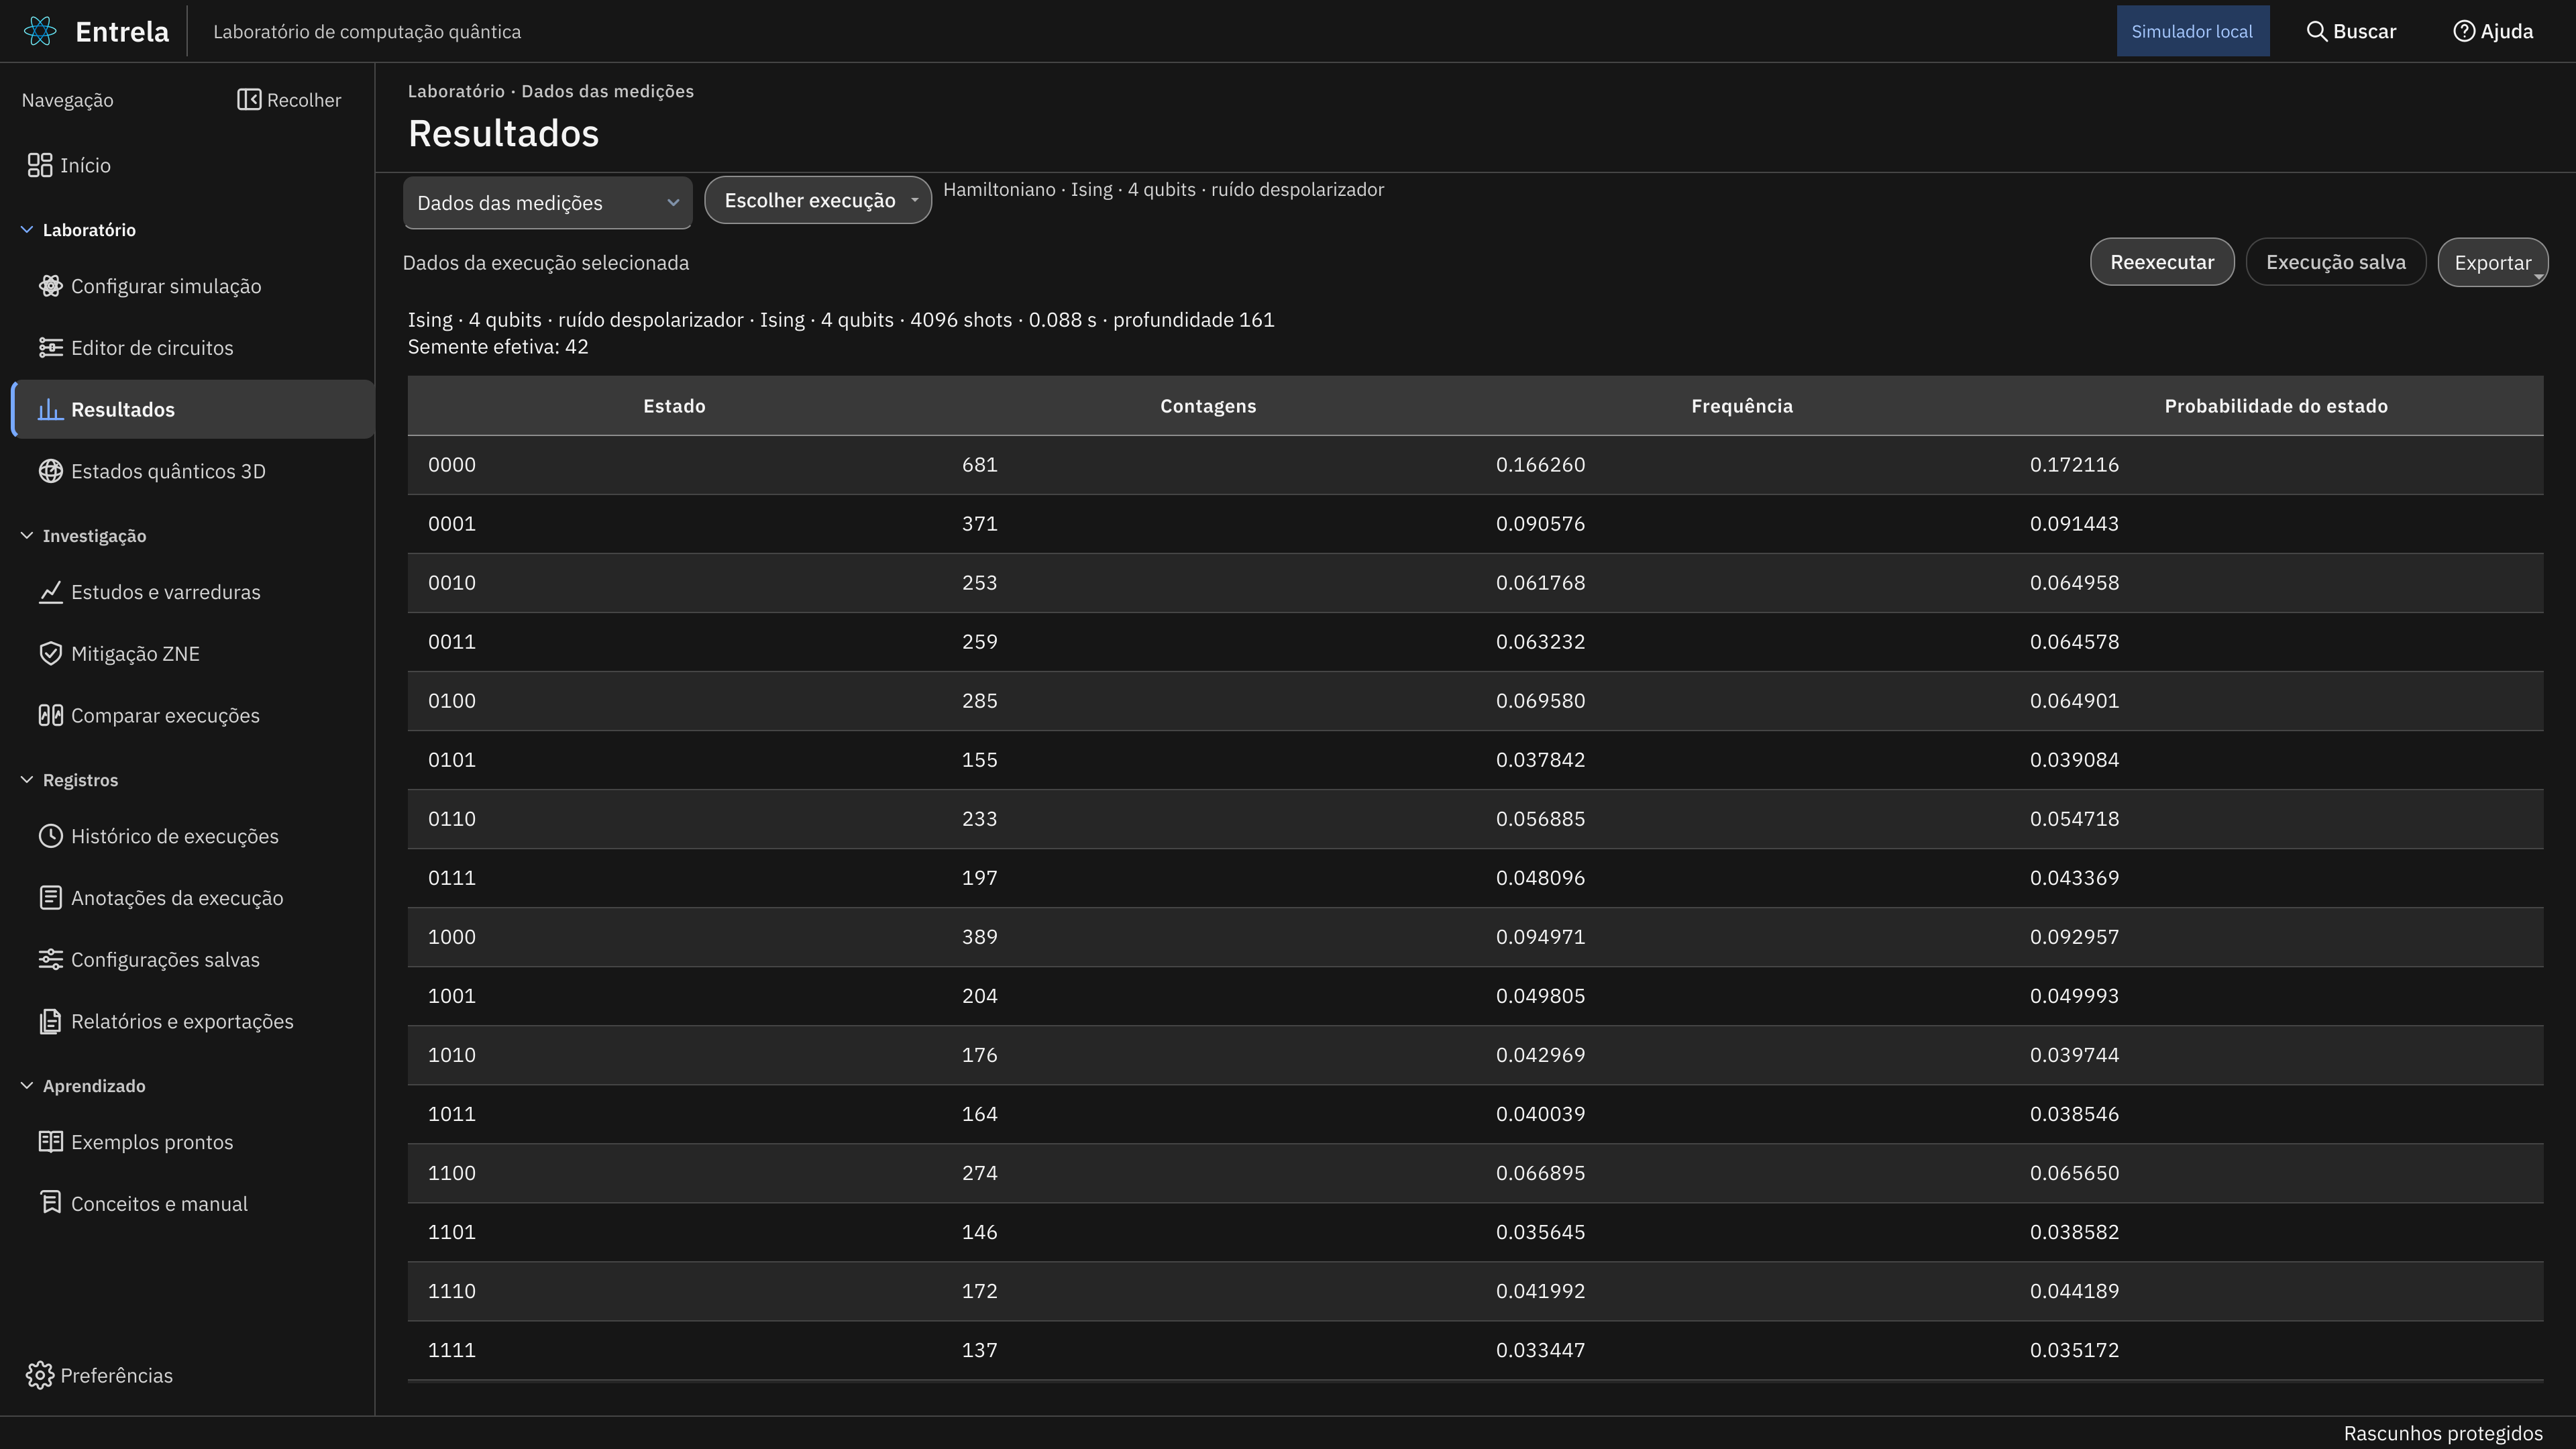 Entrela
Laboratório de computação quântica
Simulador local
Buscar
Ajuda
Navegação
Recolher
Início
Laboratório
Configurar simulação
Editor de circuitos
Resultados
Estados quânticos 3D
Investigação
Estudos e varreduras
Mitigação ZNE
Comparar execuções
Registros
Histórico de execuções
Anotações da execução
Configurações salvas
Relatórios e exportações
Aprendizado
Exemplos prontos
Conceitos e manual
Preferências
Laboratório · Dados das medições
Resultados
Dados das medições
Escolher execução
Hamiltoniano · Ising · 4 qubits · ruído despolarizador
Dados da execução selecionada
Reexecutar
Execução salva
Exportar
Ising · 4 qubits · ruído despolarizador · Ising · 4 qubits · 4096 shots · 0.088 s · profundidade 161
Semente efetiva: 42
Estado Contagens Frequência Probabilidade do estado
0000 681 0.166260 0.172116
0001 371 0.090576 0.091443
0010 253 0.061768 0.064958
0011 259 0.063232 0.064578
0100 285 0.069580 0.064901
0101 155 0.037842 0.039084
0110 233 0.056885 0.054718
0111 197 0.048096 0.043369
1000 389 0.094971 0.092957
1001 204 0.049805 0.049993
1010 176 0.042969 0.039744
1011 164 0.040039 0.038546
1100 274 0.066895 0.065650
1101 146 0.035645 0.038582
1110 172 0.041992 0.044189
1111 137 0.033447 0.035172
Rascunhos protegidos